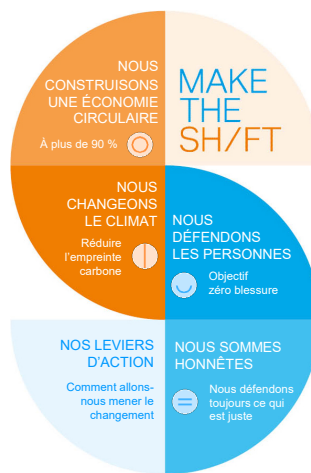 NOUS
CONSTRUISONS
UNE ÉCONOMIE
CIRCULAIRE
À plus de 90 %
MAKE
THE
SH/FT
NOUS
CHANGEONS
LE CLIMAT
Réduire
l'empreinte
carbone
NOUS
DÉFENDONS
LES PERSONNES
Objectif
zéro blessure
NOS LEVIERS
D'ACTION
Comment allons-
nous mener le
changement
NOUS SOMMES
HONNÊTES
Nous défendons
toujours ce qui
est juste